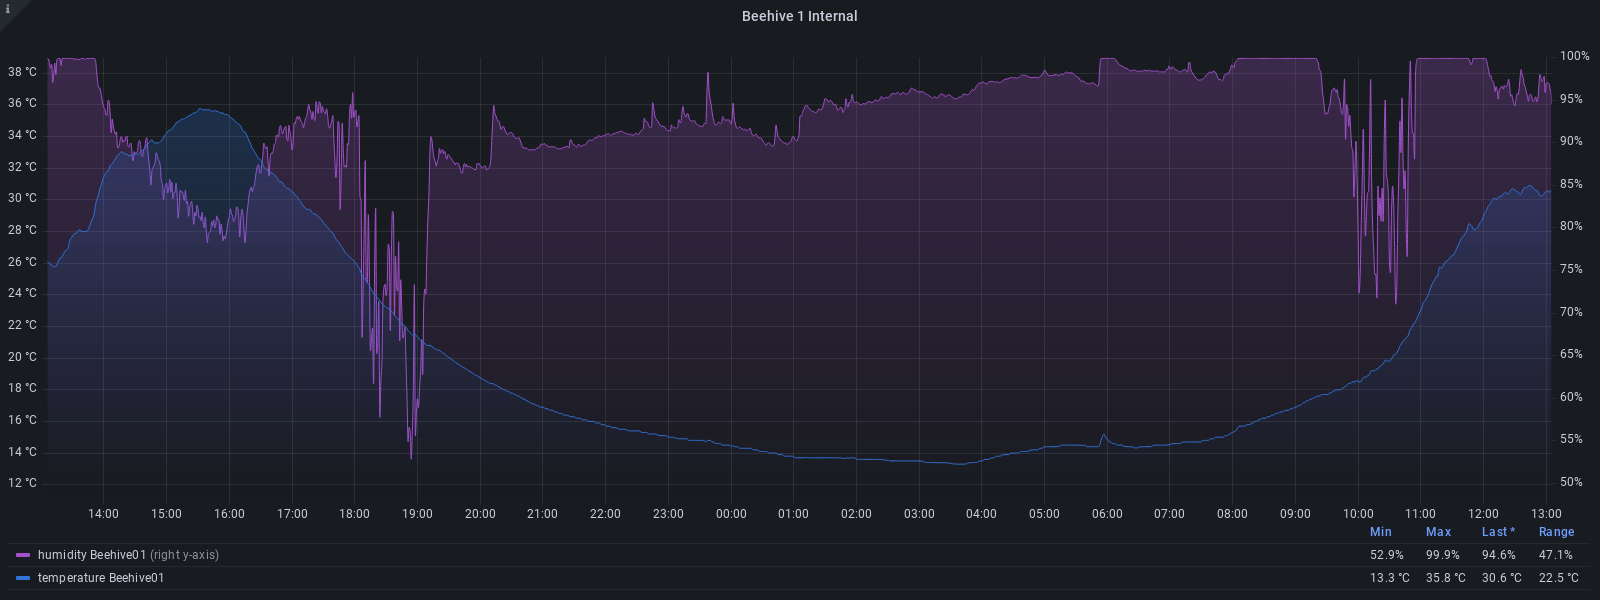 i
Beehive 1 Internal
38 °C
36 °C
34 °C
32 °C
30 °C
28 °C
26 °C
24 °C
22 °C
20 °C
18 °C
16 °C
14 °C
12 °C
100%
95%
90%
85%
80%
75%
70%
65%
60%
55%
50%
14:00 15:00 16:00 17:00 18:00 19:00 20:00 21:00 22:00 23:00 00:00 01:00 02:00 03:00 04:00 05:00 06:00 07:00 08:00 09:00 10:00 11:00 12:00 13:00
Min Max Last * Range
humidity Beehive01 (right y-axis) 52.9% 99.9% 94.6% 47.1%
temperature Beehive01 13.3 °C 35.8 °C 30.6 °C 22.5 °C